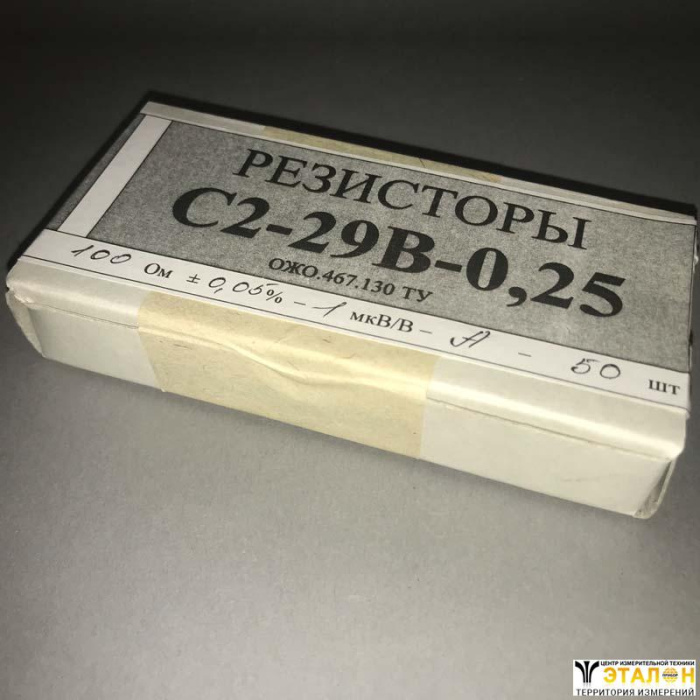 РЕЗИСТОРЫ
С2-29В-0,25
ОЖО.467.130 ТУ
100 Ом ± 0,05% - 1 мкВ/В - А - 50 шт
ЦЕНТР ИЗМЕРИТЕЛЬНОЙ ТЕХНИКИ
ЭТАЛОН
ТЕРРИТОРИЯ ИЗМЕРЕНИЙ